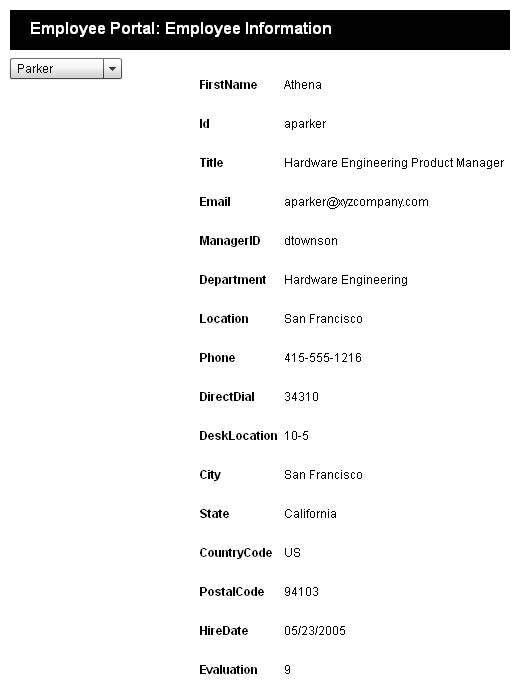 Employee Portal: Employee Information
Parker
FirstName Athena
Id aparker
Title Hardware Engineering Product Manager
Email aparker@xyzcompany.com
ManagerID dtownson
Department Hardware Engineering
Location San Francisco
Phone 415-555-1216
DirectDial 34310
DeskLocation 10-5
City San Francisco
State California
CountryCode US
PostalCode 94103
HireDate 05/23/2005
Evaluation 9